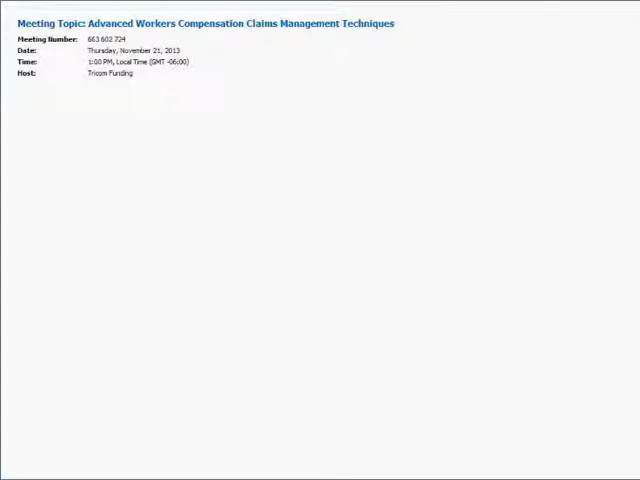 Meeting Topic: Advanced Workers Compensation Claims Management Techniques
Meeting Number: 663 602 724
Date: Thursday, November 21, 2013
Time: 1:00 PM, Local Time (GMT -06:00)
Host: Tricom Funding